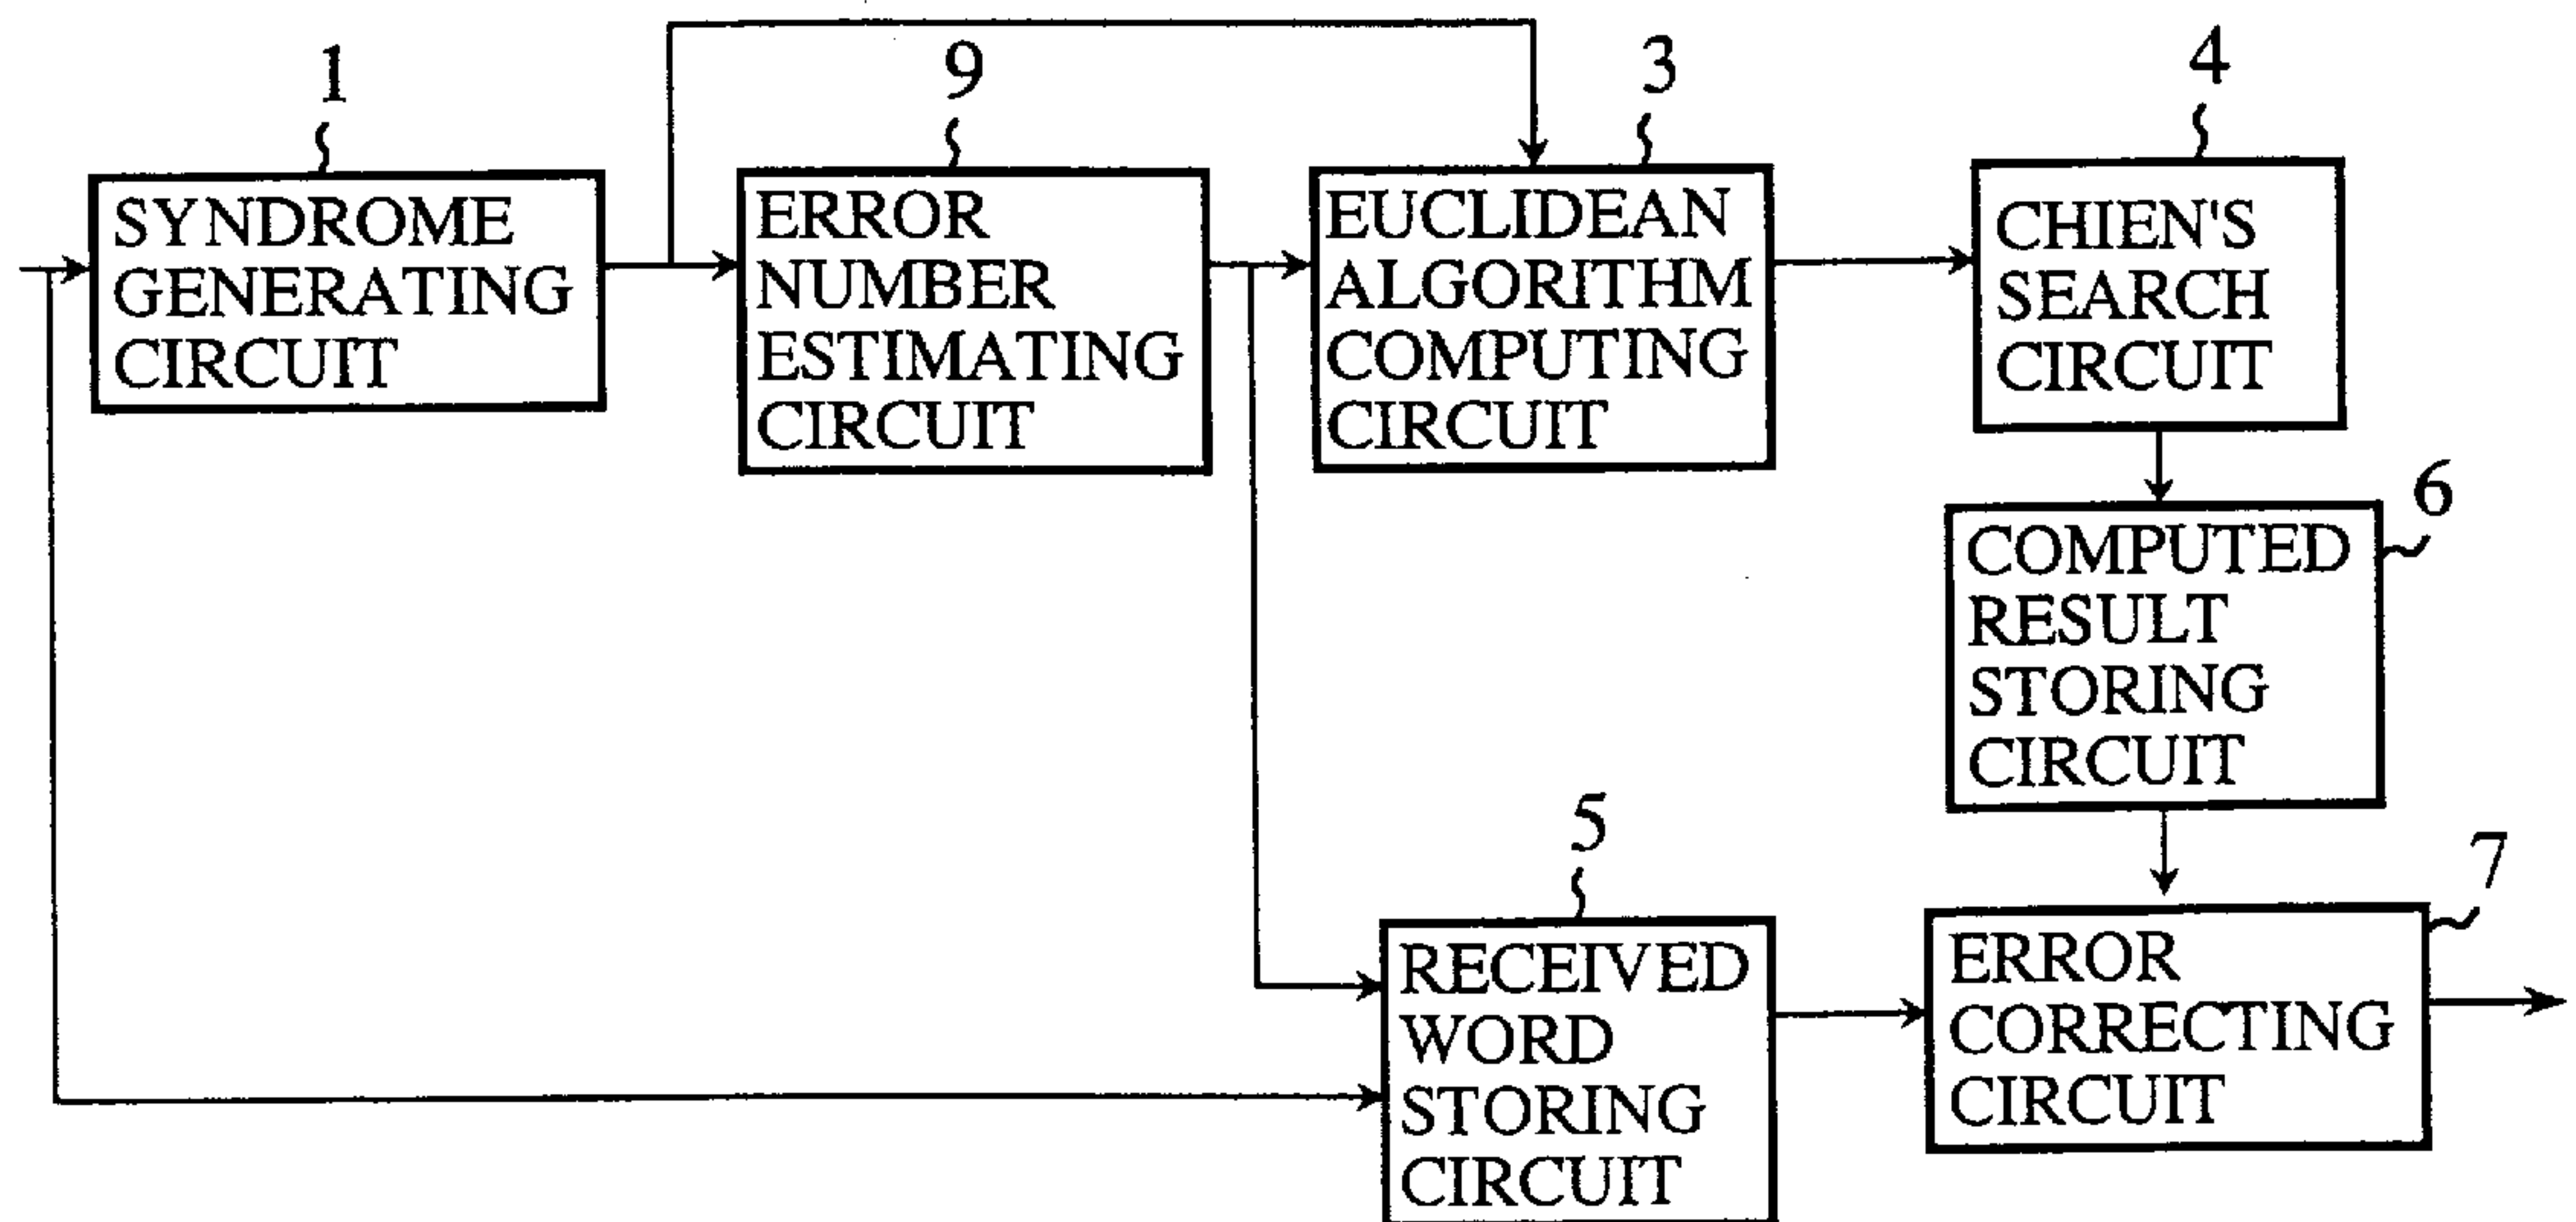 1
SYNDROME
GENERATING
CIRCUIT
9
ERROR
NUMBER
ESTIMATING
CIRCUIT
3
EUCLIDEAN
ALGORITHM
COMPUTING
CIRCUIT
4
CHIEN'S
SEARCH
CIRCUIT
6
COMPUTED
RESULT
STORING
CIRCUIT
5
RECEIVED
WORD
STORING
CIRCUIT
7
ERROR
CORRECTING
CIRCUIT